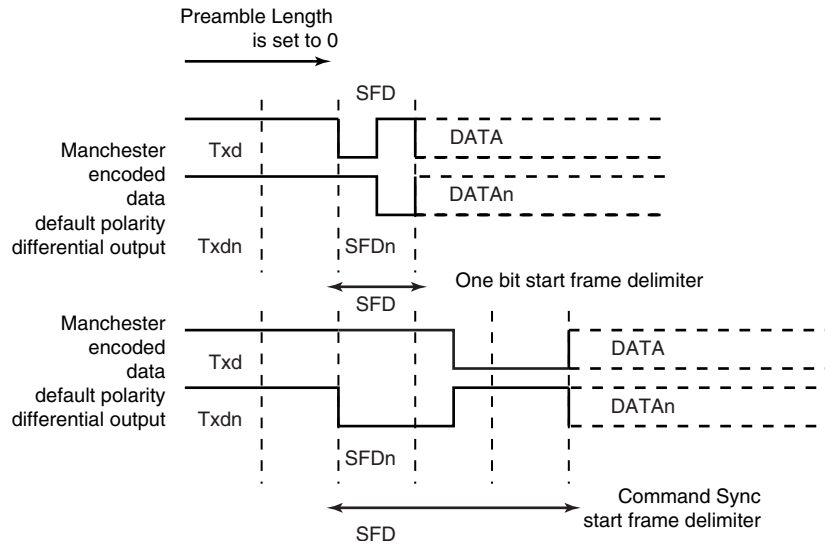 Preamble Length
is set to 0
SFD
Manchester
encoded
data
default polarity
differential output
Txd
DATA
DATAn
Txdn
SFDn
One bit start frame delimiter
SFD
Manchester
encoded
data
default polarity
differential output
Txd
DATA
Txdn
DATAn
SFDn
Command Sync
start frame delimiter
SFD